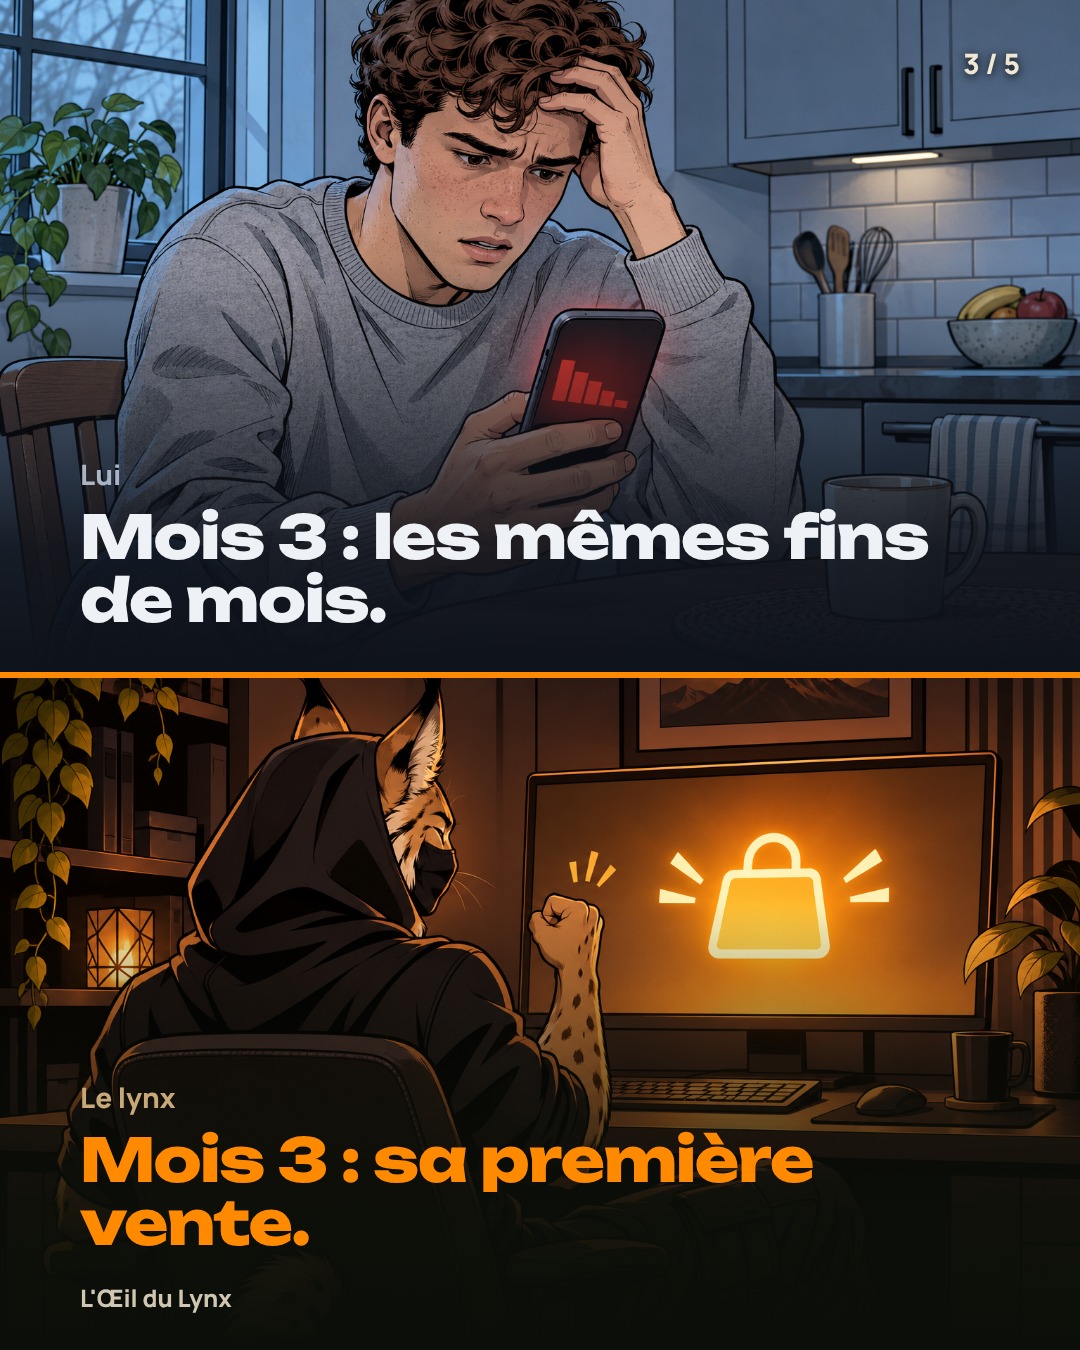 3 / 5
Lui
Mois 3 : les mêmes fins
de mois.
Le lynx
Mois 3 : sa première
vente.
L'Œil du Lynx